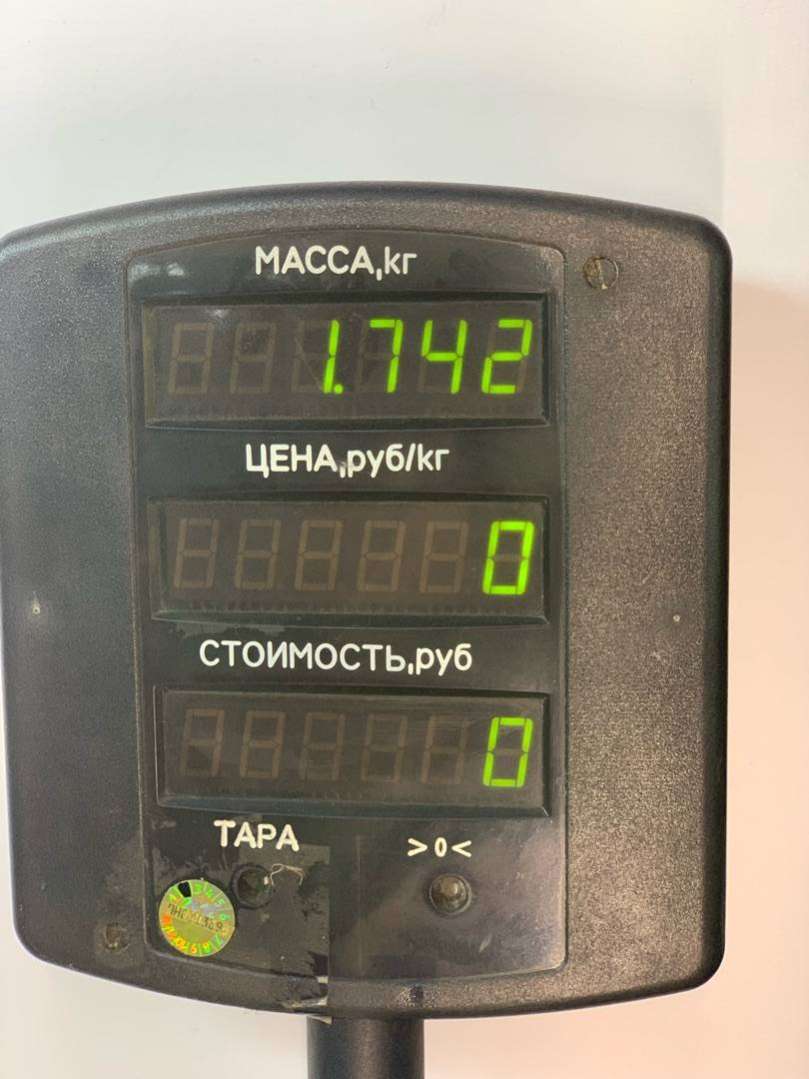 МАССА,кг
1.742
ЦЕНА,руб/кг
0
СТОИМОСТЬ,руб
0
ТАРА >0<